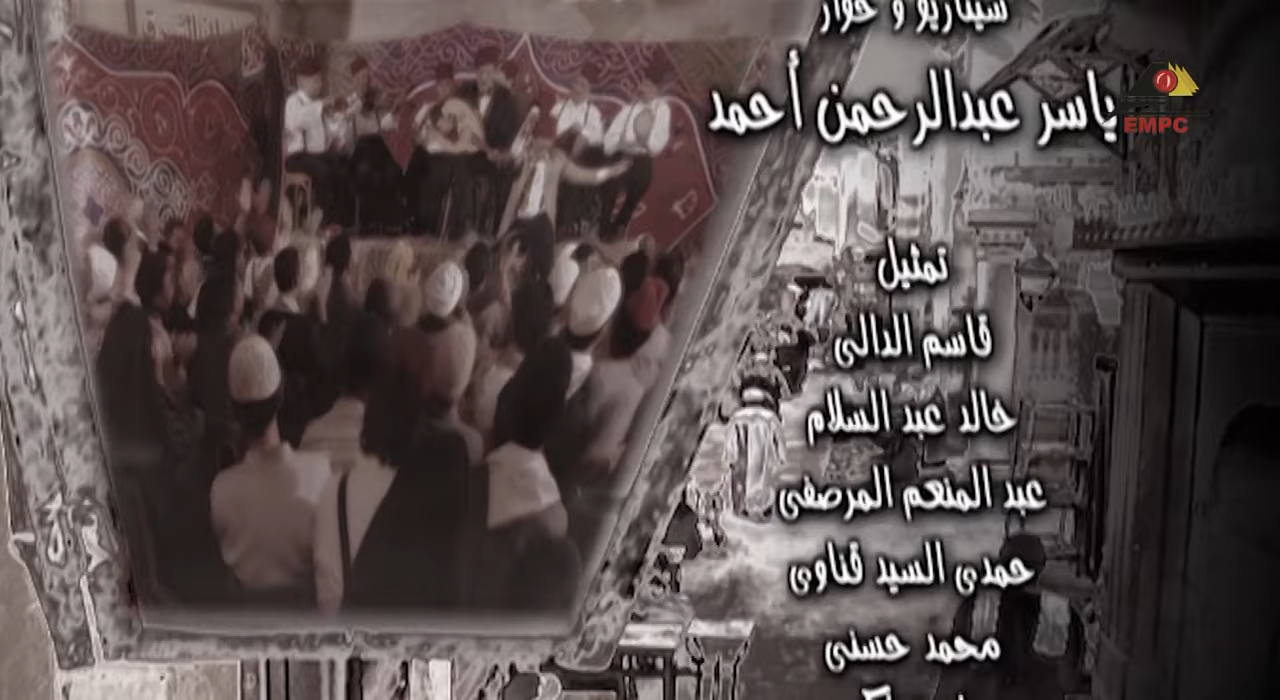 سيناريو و حوار
ياسر عبدالرحمن أحمد
EMPC
تمثيل
قاسم الدالى
خالد عبد السلام
عبد المنعم المرصفى
حمدى السيد قناوى
محمد حسنى